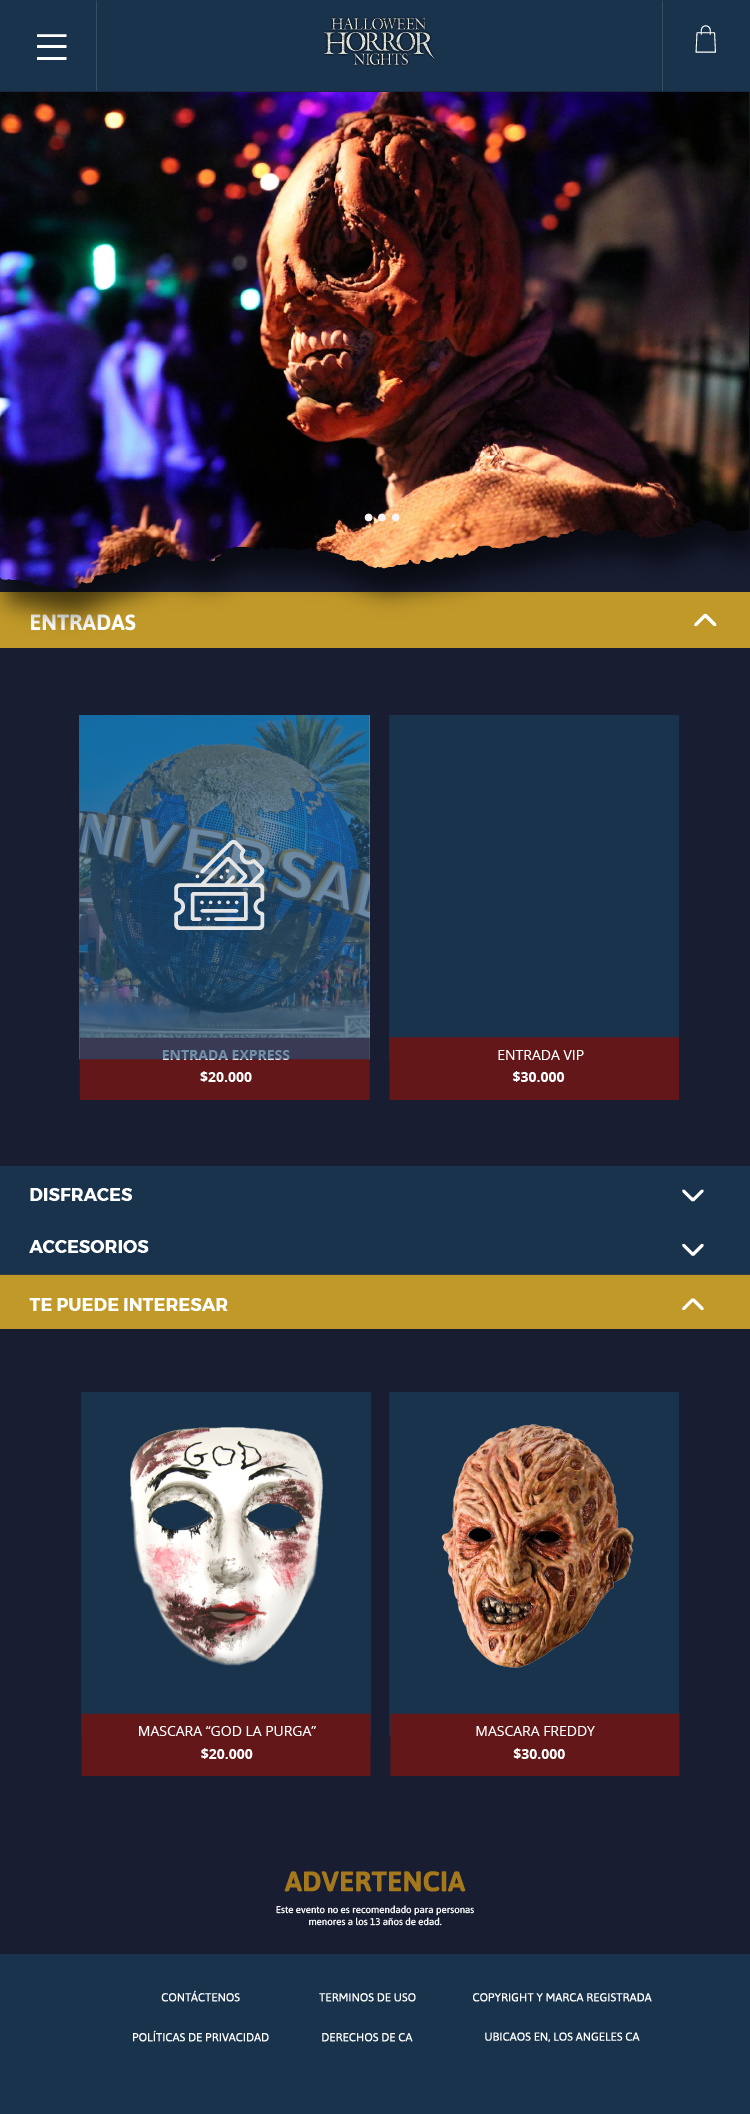 HALLOWEEN
HORROR
NIGHTS
ENTRADAS
NIVERSAL
ENTRADA EXPRESS
$20.000
ENTRADA VIP
$30.000
DISFRACES
ACCESORIOS
TE PUEDE INTERESAR
GOD
MASCARA “GOD LA PURGA”
$20.000
MASCARA FREDDY
$30.000
ADVERTENCIA
Este evento no es recomendado para personas
menores a los 13 años de edad.
CONTÁCTENOS
TERMINOS DE USO
COPYRIGHT Y MARCA REGISTRADA
POLÍTICAS DE PRIVACIDAD
DERECHOS DE CA
UBICAOS EN, LOS ANGELES CA